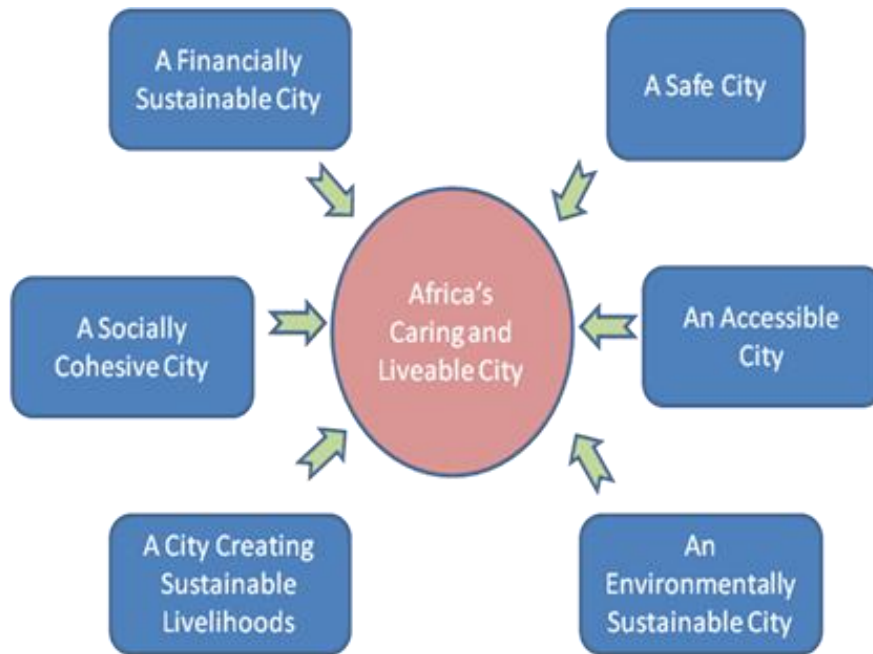 A Financially
Sustainable City
A Safe City
Africa's
Caring and
Liveable City
A Socially
Cohesive City
An Accessible
City
A City Creating
Sustainable
Livelihoods
An
Environmentally
Sustainable City